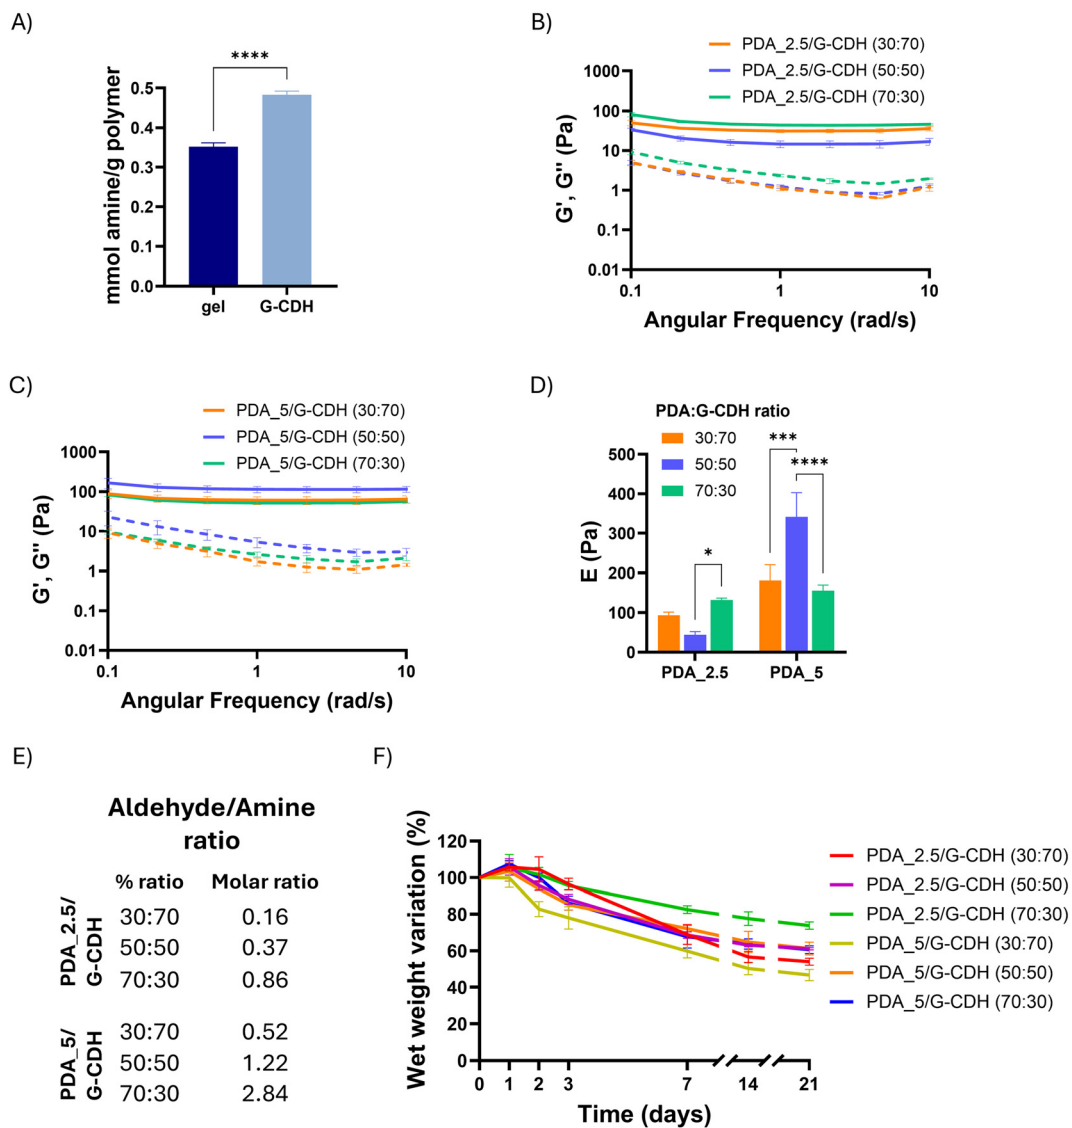 A)
****
mmol amine/g polymer
0.5
0.4
0.3
0.2
0.1
0.0
gel
G-CDH
B)
PDA_2.5/G-CDH (30:70)
PDA_2.5/G-CDH (50:50)
PDA_2.5/G-CDH (70:30)
G', G'' (Pa)
1000
100
10
1
0.1
0.01
0.1
1
10
Angular Frequency (rad/s)
C)
PDA_5/G-CDH (30:70)
PDA_5/G-CDH (50:50)
PDA_5/G-CDH (70:30)
G', G'' (Pa)
1000
100
10
1
0.1
0.01
0.1
1
10
Angular Frequency (rad/s)
D)
PDA:G-CDH ratio
30:70
50:50
70:30
***
****
*
E (Pa)
500
400
300
200
100
0
PDA_2.5
PDA_5
E)
Aldehyde/Amine
ratio
% ratio Molar ratio
PDA_2.5/
G-CDH
30:70 0.16
50:50 0.37
70:30 0.86
PDA_5/
G-CDH
30:70 0.52
50:50 1.22
70:30 2.84
F)
Wet weight variation (%)
120
100
80
60
40
20
0
0
1
2
3
7
14
21
Time (days)
PDA_2.5/G-CDH (30:70)
PDA_2.5/G-CDH (50:50)
PDA_2.5/G-CDH (70:30)
PDA_5/G-CDH (30:70)
PDA_5/G-CDH (50:50)
PDA_5/G-CDH (70:30)